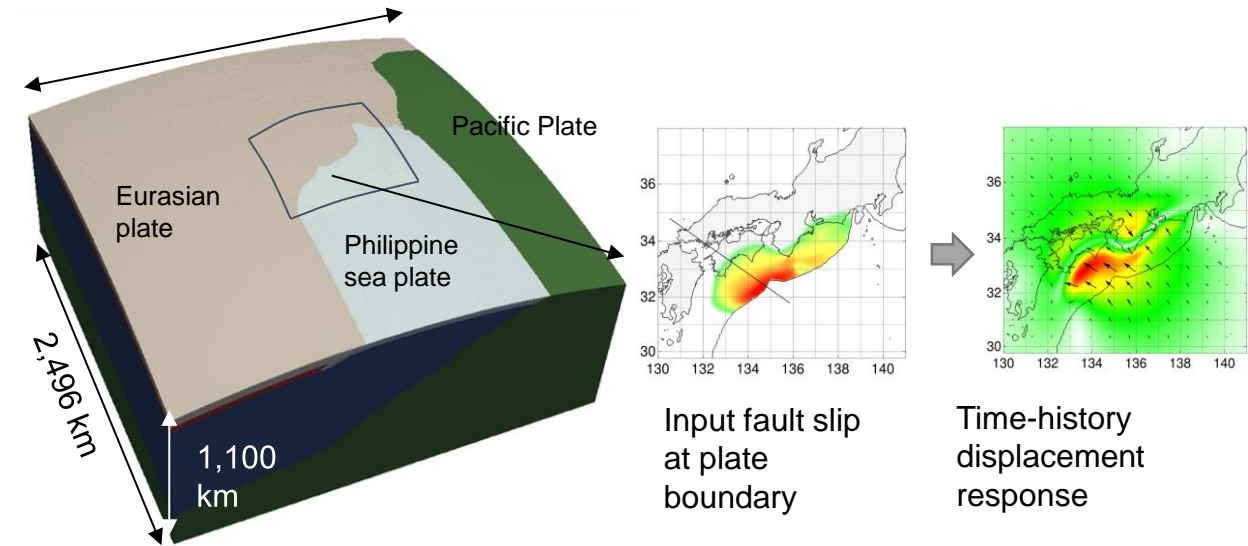 Pacific Plate
Eurasian
plate
Philippine
sea plate
2,496 km
1,100
km
36
34
32
30
130 132 134 136 138 140
36
34
32
30
130 132 134 136 138 140
Input fault slip
at plate
boundary
Time-history
displacement
response